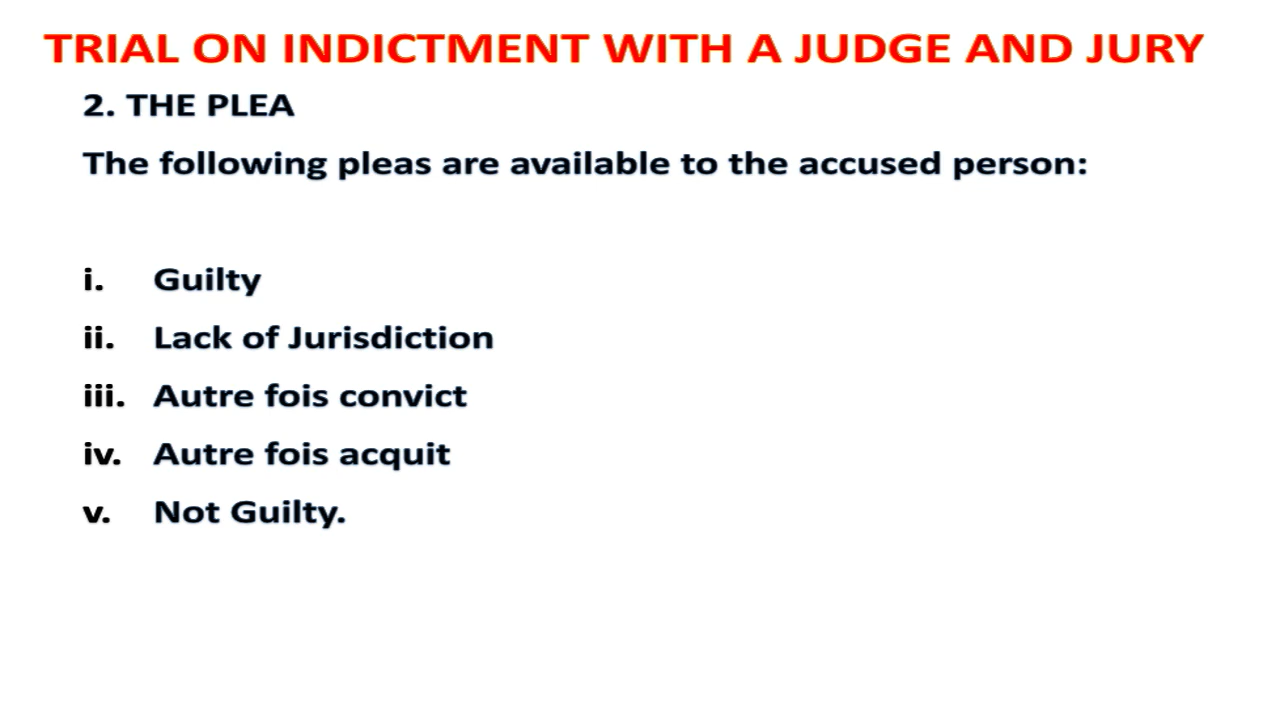 TRIAL ON INDICTMENT WITH A JUDGE AND JURY
2. THE PLEA
The following pleas are available to the accused person:
i. Guilty
ii. Lack of Jurisdiction
iii. Autre fois convict
iv. Autre fois acquit
v. Not Guilty.